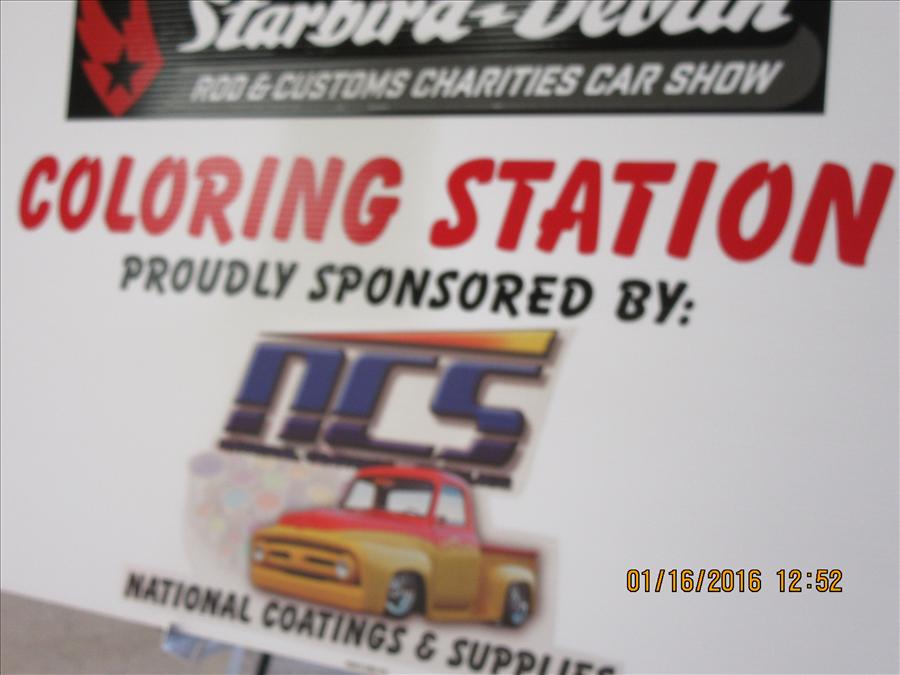 Starbird-Devlin
ROD & CUSTOMS CHARITIES CAR SHOW
COLORING STATION
PROUDLY SPONSORED BY:
NCS
NATIONAL COATINGS & SUPPLIES
01/16/2016 12:52